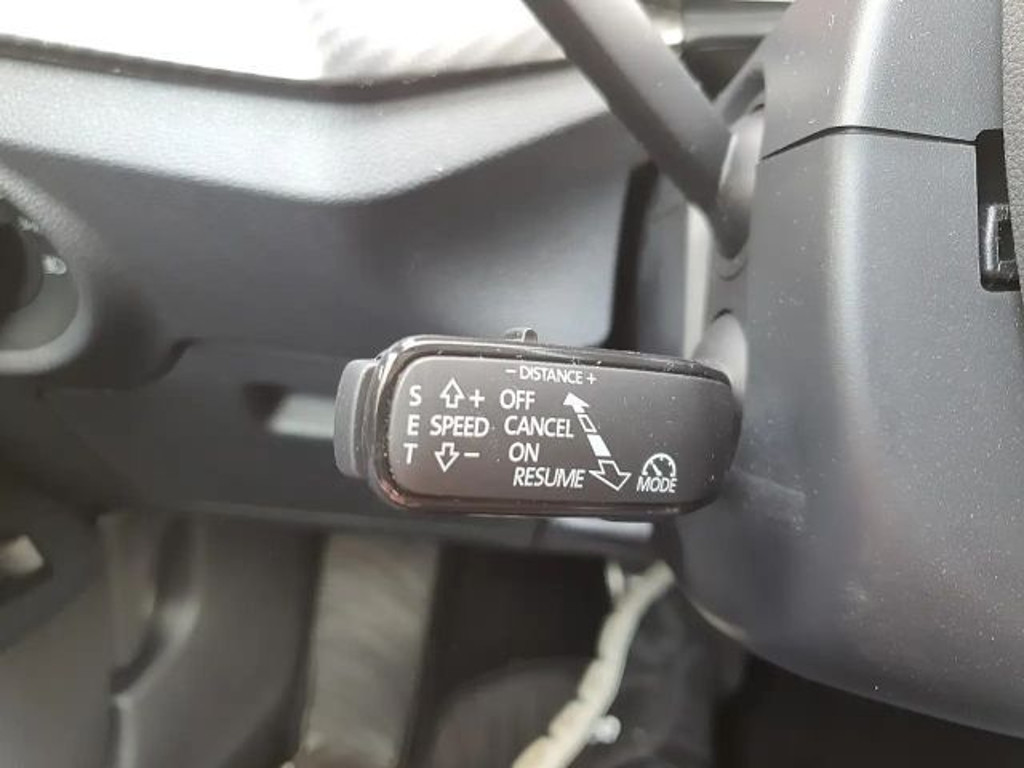 - DISTANCE +
S + OFF
E SPEED CANCEL
T - ON
RESUME
MODE